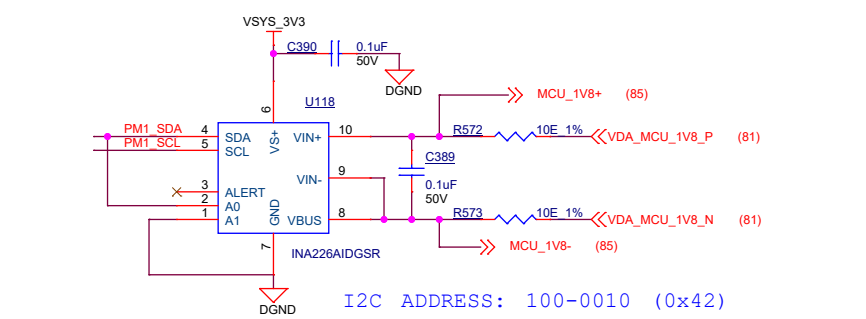 VSYS_3V3
C390
0.1uF
50V
DGND
U118
MCU_1V8+ (85)
6
PM1_SDA 4 SDA VS+ VIN+ 10 R572 10E_1% VDA_MCU_1V8_P (81)
PM1_SCL 5 SCL
C389
VIN- 9
0.1uF
50V
3 ALERT
2 A0
1 A1 GND VBUS 8 R573 10E_1% VDA_MCU_1V8_N (81)
7
INA226AIDGSR
MCU_1V8- (85)
DGND
I2C ADDRESS: 100-0010 (0x42)